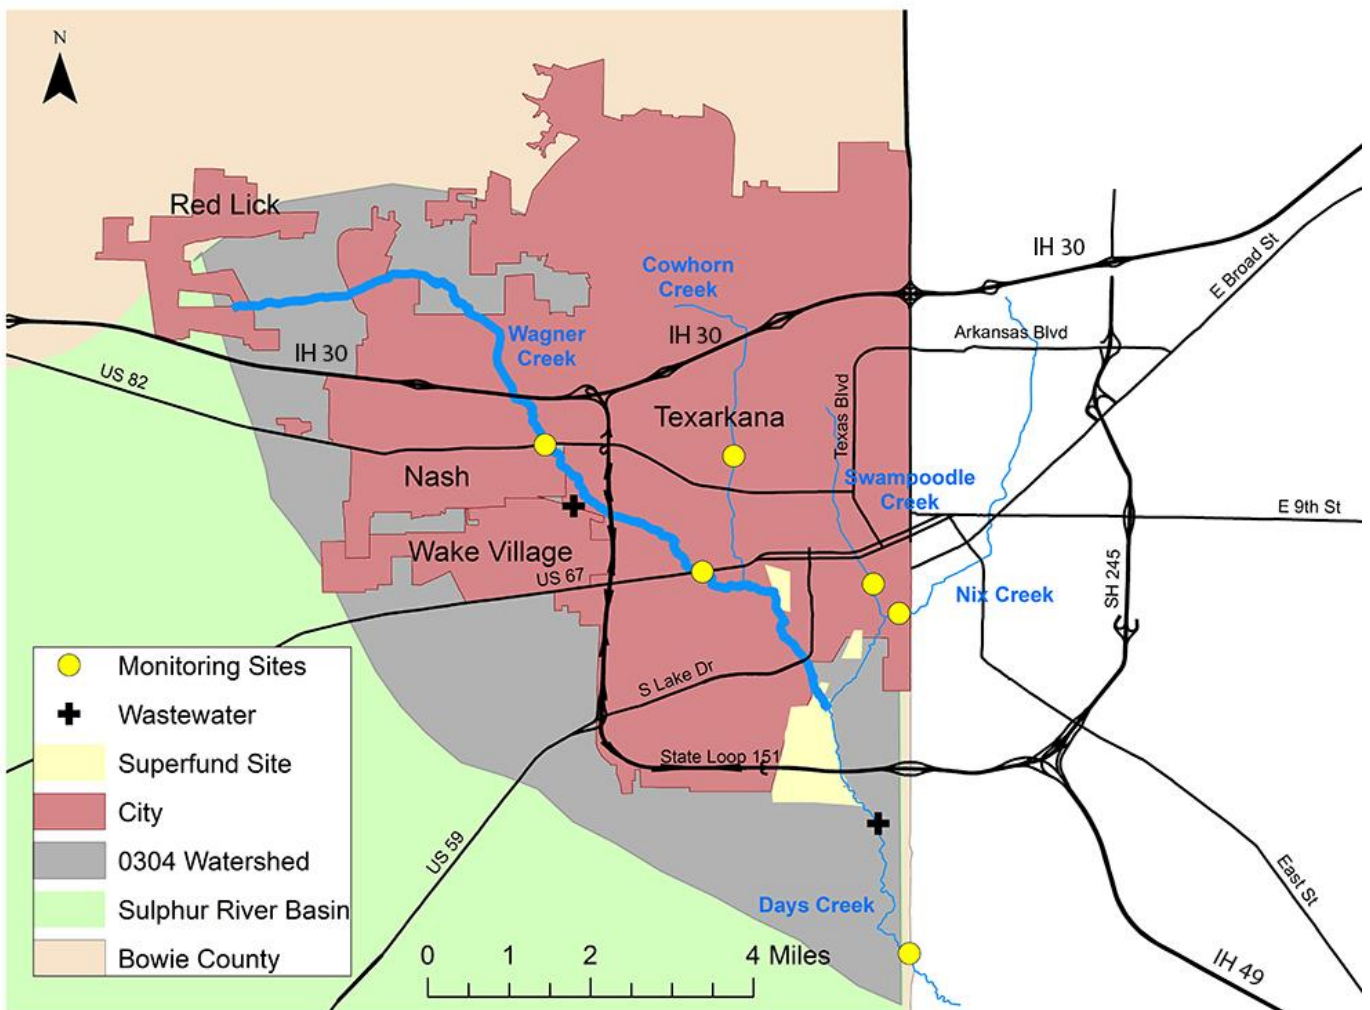 N
Red Lick
Cowhorn
Creek
IH 30
E Broad St
Wagner
Creek
IH 30
IH 30
Arkansas Blvd
US 82
Texarkana
Texas Blvd
Nash
Swampoodle
Creek
E 9th St
Wake Village
US 67
Nix Creek
SH 245
S Lake Dr
State Loop 151
US 59
East St
Days Creek
IH 49
Monitoring Sites
Wastewater
Superfund Site
City
0304 Watershed
Sulphur River Basin
Bowie County
0 1 2 4 Miles